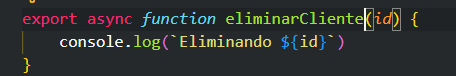 export async function eliminarCliente(id) {
    console.log(`Eliminando ${id}`)
}